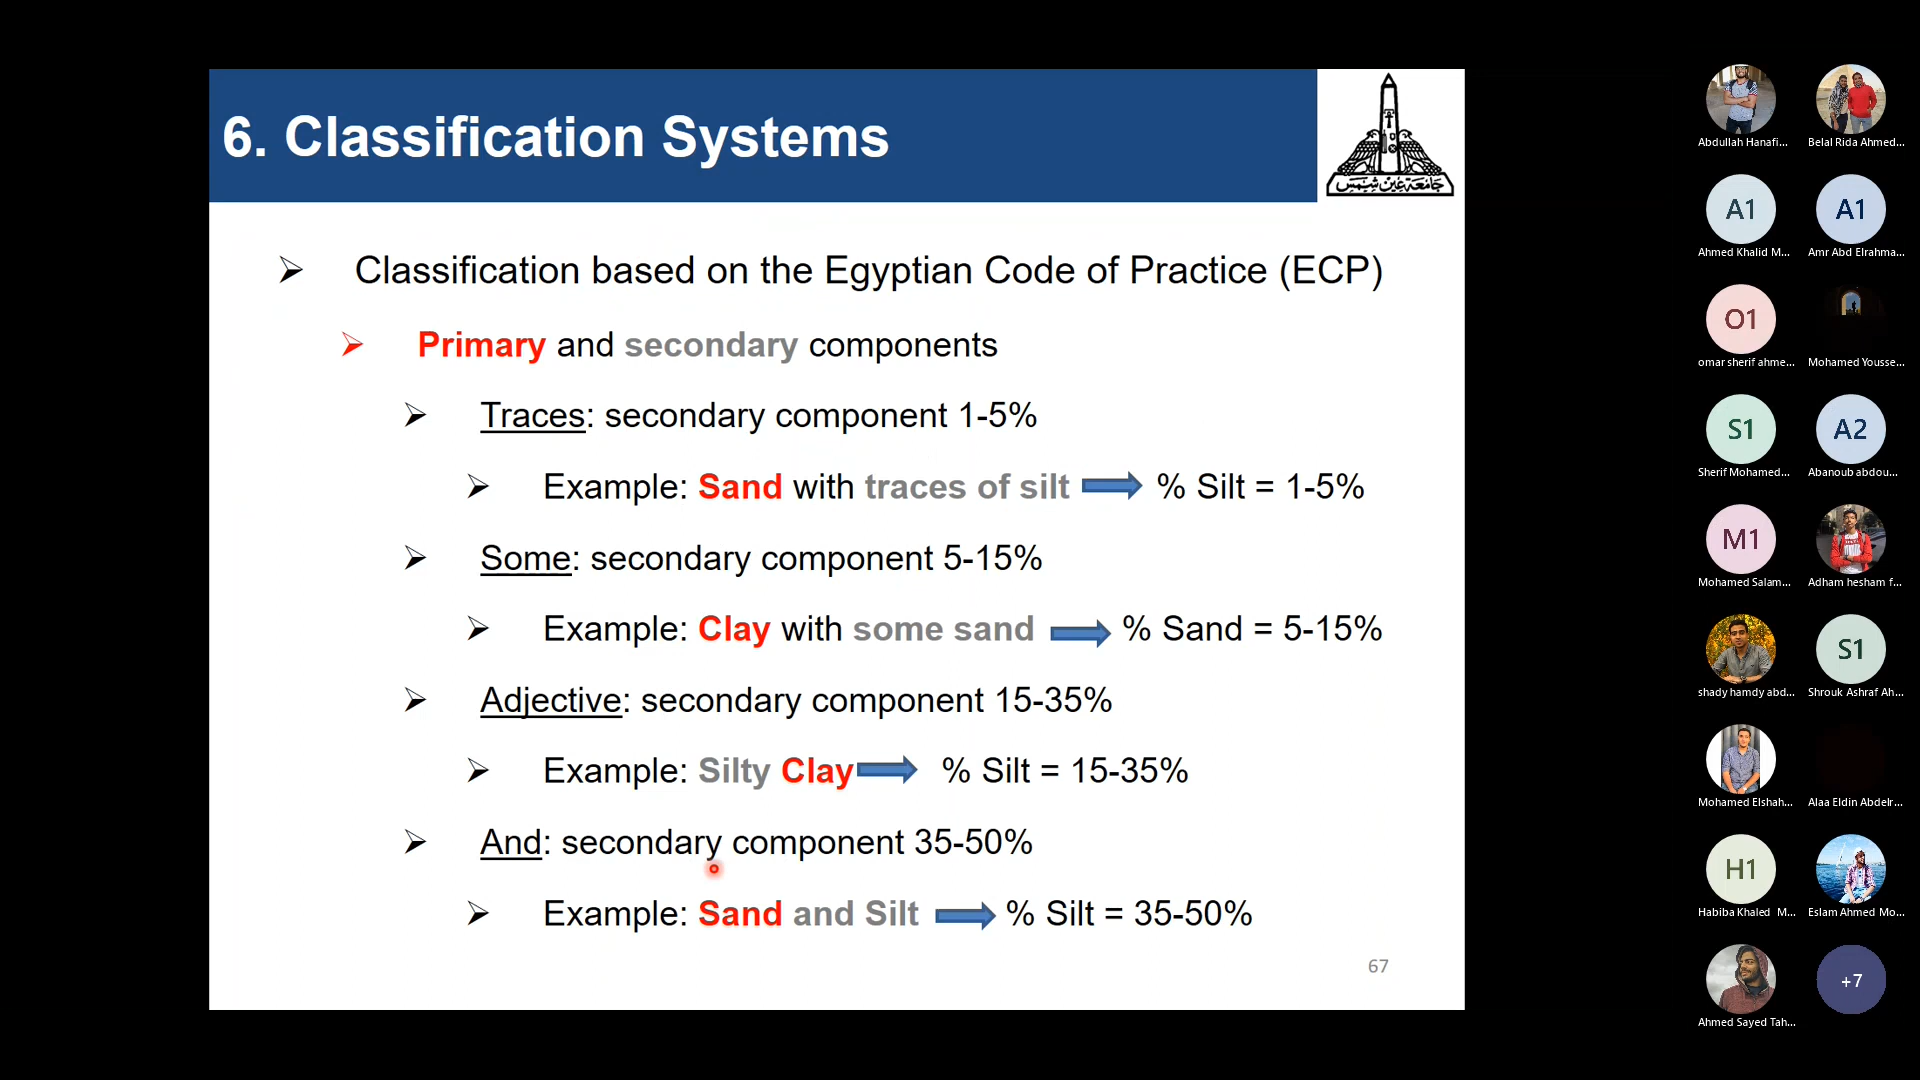 6. Classification Systems
جامعة عين شمس
Classification based on the Egyptian Code of Practice (ECP)
Primary and secondary components
Traces: secondary component 1-5%
Example: Sand with traces of silt % Silt = 1-5%
Some: secondary component 5-15%
Example: Clay with some sand % Sand = 5-15%
Adjective: secondary component 15-35%
Example: Silty Clay % Silt = 15-35%
And: secondary component 35-50%
Example: Sand and Silt % Silt = 35-50%
67
Abdullah Hanafi...
Belal Rida Ahmed...
A1
A1
Ahmed Khalid M...
Amr Abd Elrahma...
O1
omar sherif ahme...
Mohamed Yousse...
S1
A2
Sherif Mohamed...
Abanoub abdou...
M1
Mohamed Salam...
Adham hesham f...
S1
shady hamdy abd...
Shrouk Ashraf Ah...
Mohamed Elshah...
Alaa Eldin Abdelr...
H1
Habiba Khaled M...
Eslam Ahmed Mo...
+7
Ahmed Sayed Tah...